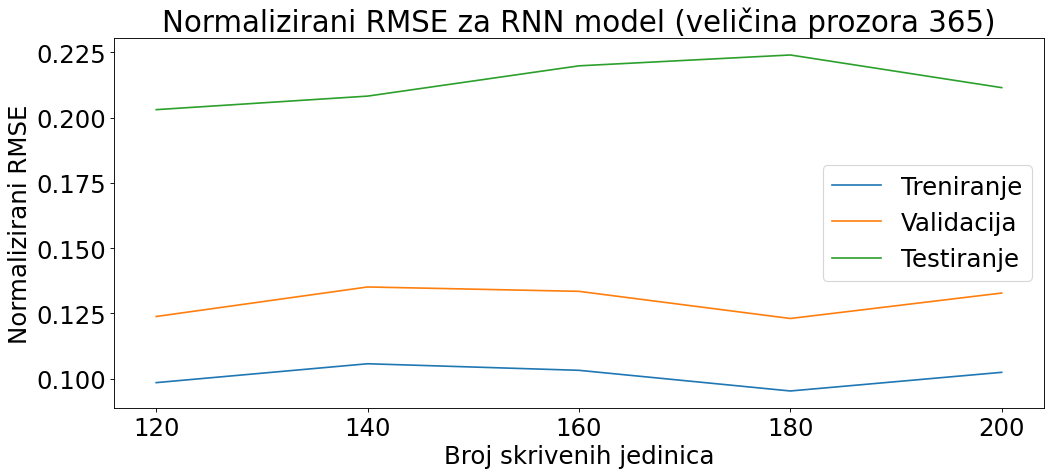 Normalizirani RMSE za RNN model (veličina prozora 365)
Normalizirani RMSE
0.225
0.200
0.175
0.150
0.125
0.100
Treniranje
Validacija
Testiranje
120 140 160 180 200
Broj skrivenih jedinica